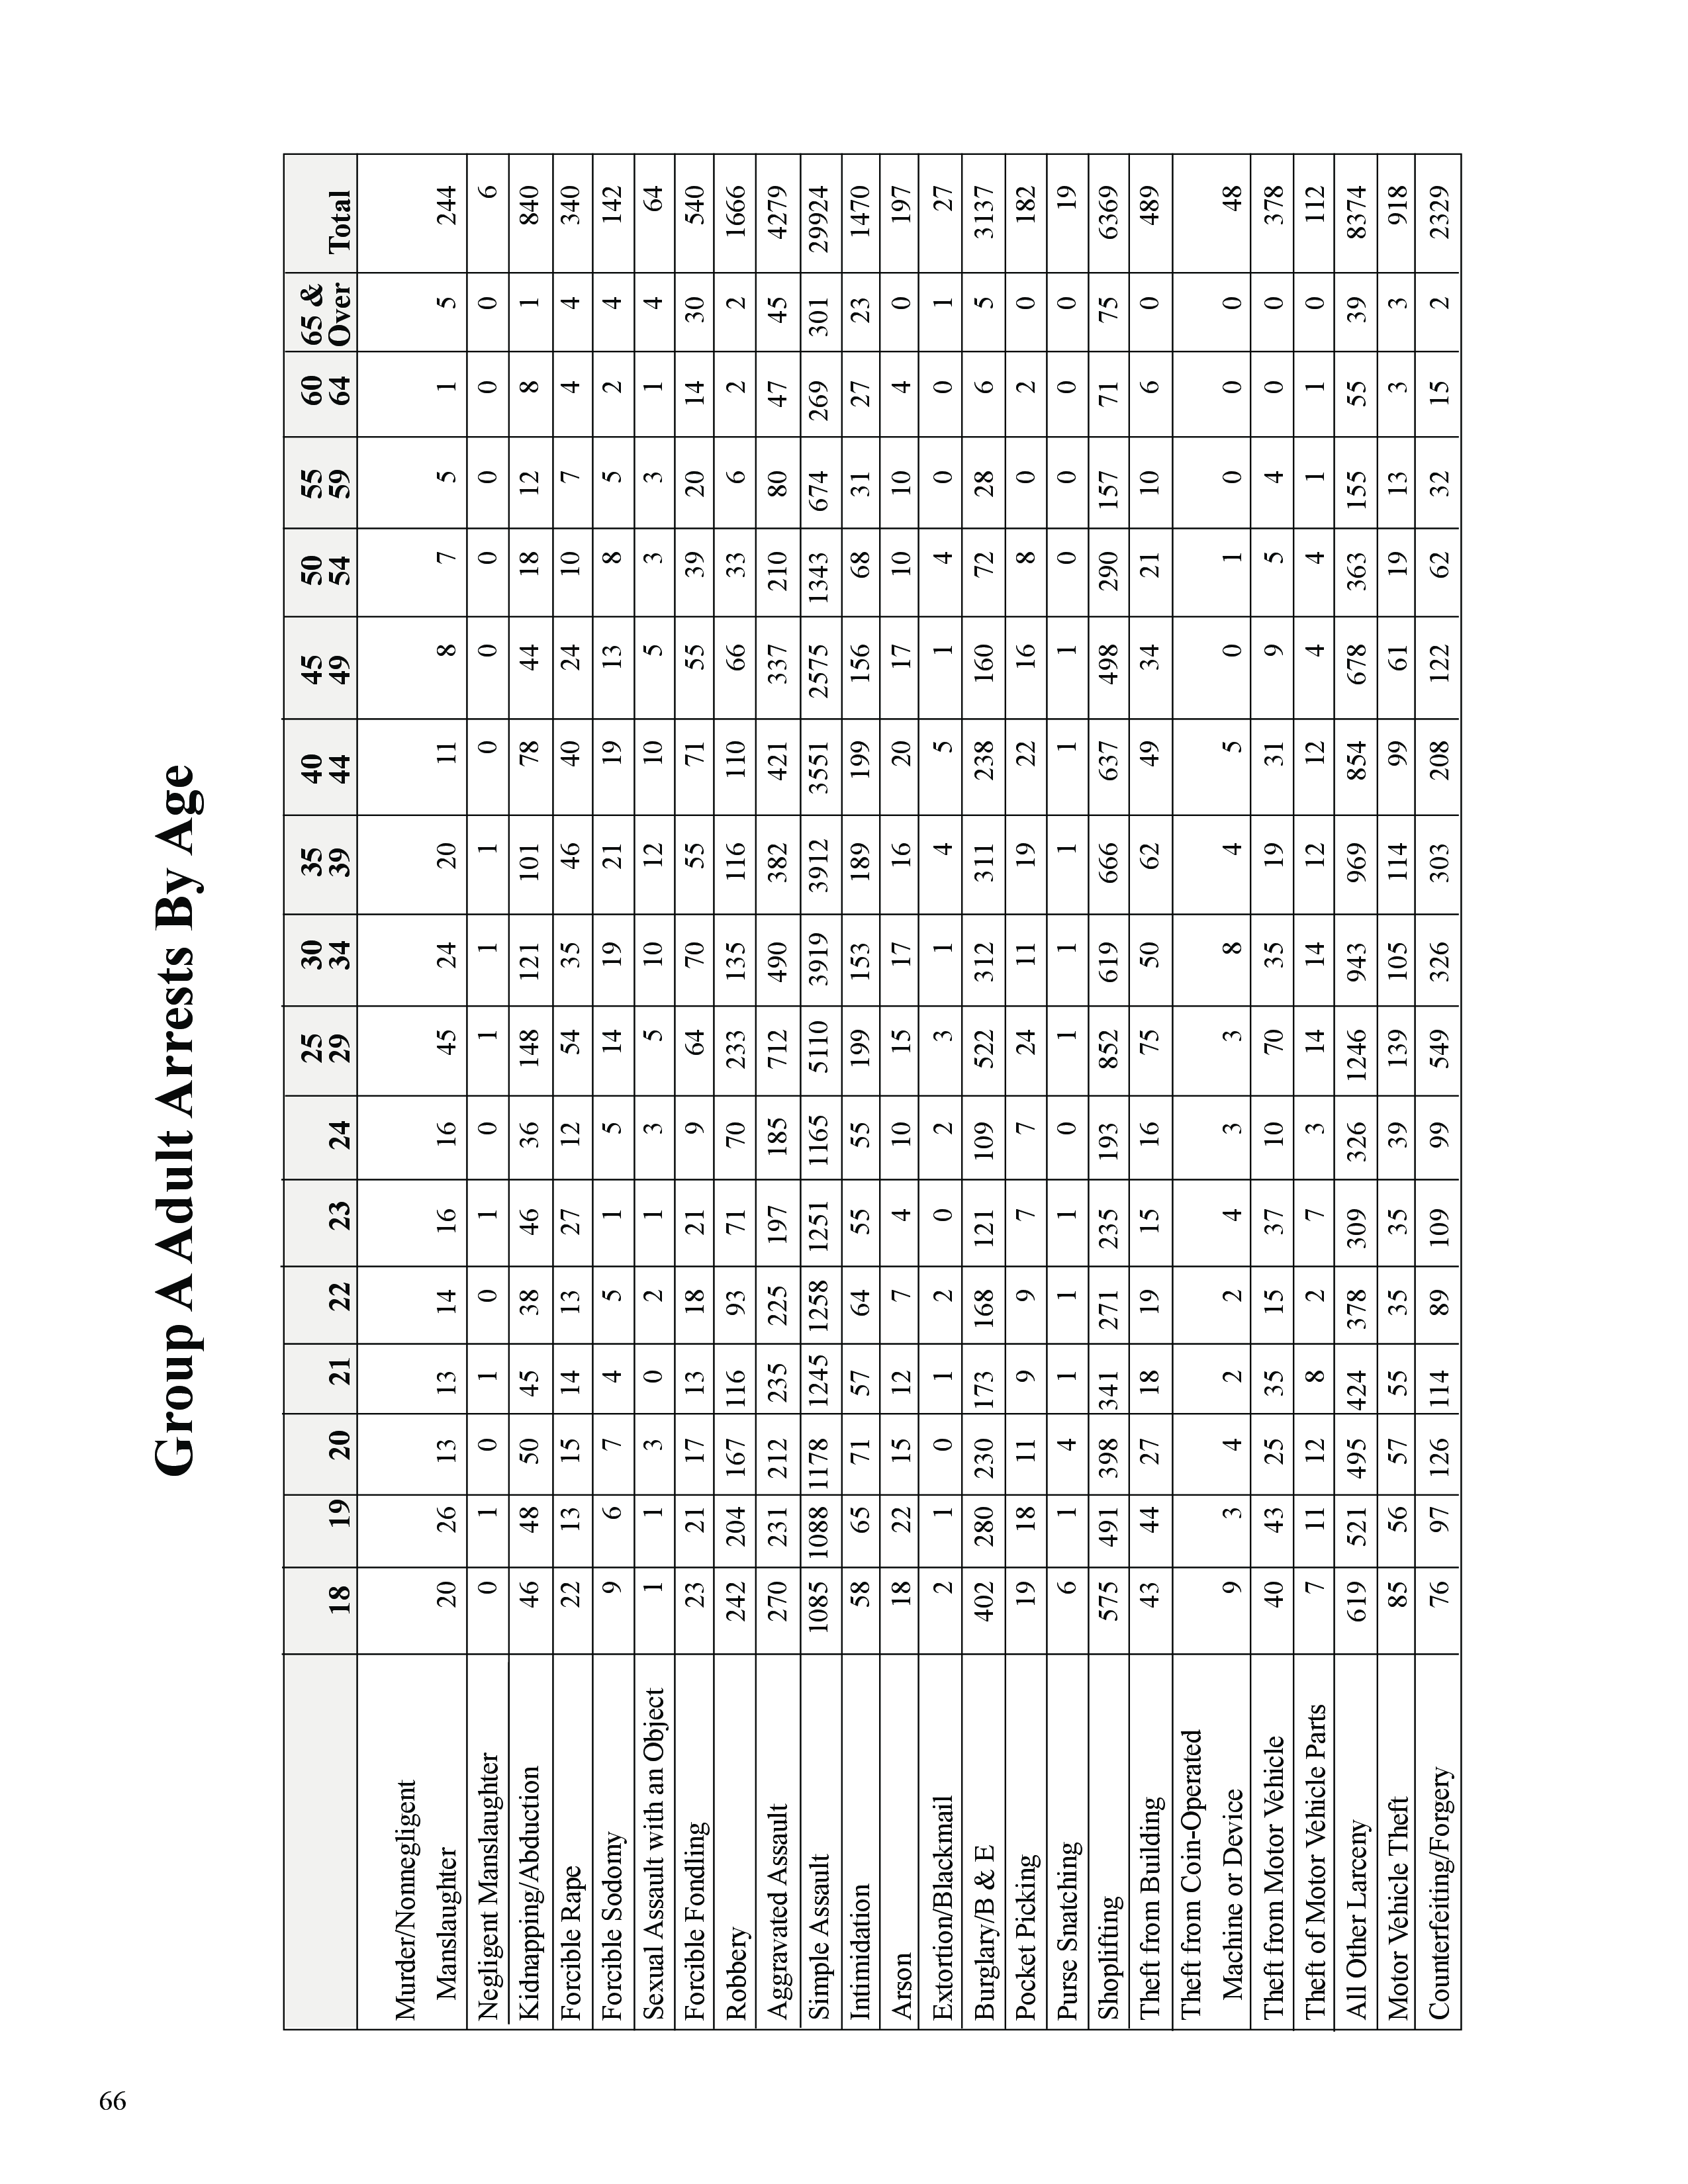 Group A Adult Arrests By Age
18 19 20 21 22 23 24 25 29 30 34 35 39 40 44 45 49 50 54 55 59 60 64 65 & Over Total
Murder/Nonnegligent
Manslaughter 20 26 13 13 14 16 16 45 24 20 11 8 7 5 1 5 244
Negligent Manslaughter 0 1 0 1 0 1 0 1 1 1 0 0 0 0 0 0 6
Kidnapping/Abduction 46 48 50 45 38 46 36 148 121 101 78 44 18 12 8 1 840
Forcible Rape 22 13 15 14 13 27 12 54 35 46 40 24 10 7 4 4 340
Forcible Sodomy 9 6 7 4 5 1 5 14 19 21 19 13 8 5 2 4 142
Sexual Assault with an Object 1 1 3 0 2 1 3 5 10 12 10 5 3 3 1 4 64
Forcible Fondling 23 21 17 13 18 21 9 64 70 55 71 55 39 20 14 30 540
Robbery 242 204 167 116 93 71 70 233 135 116 110 66 33 6 2 2 1666
Aggravated Assault 270 231 212 235 225 197 185 712 490 382 421 337 210 80 47 45 4279
Simple Assault 1085 1088 1178 1245 1258 1251 1165 5110 3919 3912 3551 2575 1343 674 269 301 29924
Intimidation 58 65 71 57 64 55 55 199 153 189 199 156 68 31 27 23 1470
Arson 18 22 15 12 7 4 10 15 17 16 20 17 10 10 4 0 197
Extortion/Blackmail 2 1 0 1 2 0 2 3 1 4 5 1 4 0 0 1 27
Burglary/B & E 402 280 230 173 168 121 109 522 312 311 238 160 72 28 6 5 3137
Pocket Picking 19 18 11 9 9 7 7 24 11 19 22 16 8 0 2 0 182
Purse Snatching 6 1 4 1 1 1 0 1 1 1 1 1 0 0 0 0 19
Shoplifting 575 491 398 341 271 235 193 852 619 666 637 498 290 157 71 75 6369
Theft from Building 43 44 27 18 19 15 16 75 50 62 49 34 21 10 6 0 489
Theft from Coin-Operated
Machine or Device 9 3 4 2 2 4 3 3 8 4 5 0 1 0 0 0 48
Theft from Motor Vehicle 40 43 25 35 15 37 10 70 35 19 31 9 5 4 0 0 378
Theft of Motor Vehicle Parts 7 11 12 8 2 7 3 14 14 12 12 4 4 1 1 0 112
All Other Larceny 619 521 495 424 378 309 326 1246 943 969 854 678 363 155 55 39 8374
Motor Vehicle Theft 85 56 57 55 35 35 39 139 105 114 99 61 19 13 3 3 918
Counterfeiting/Forgery 76 97 126 114 89 109 99 549 326 303 208 122 62 32 15 2 2329
66